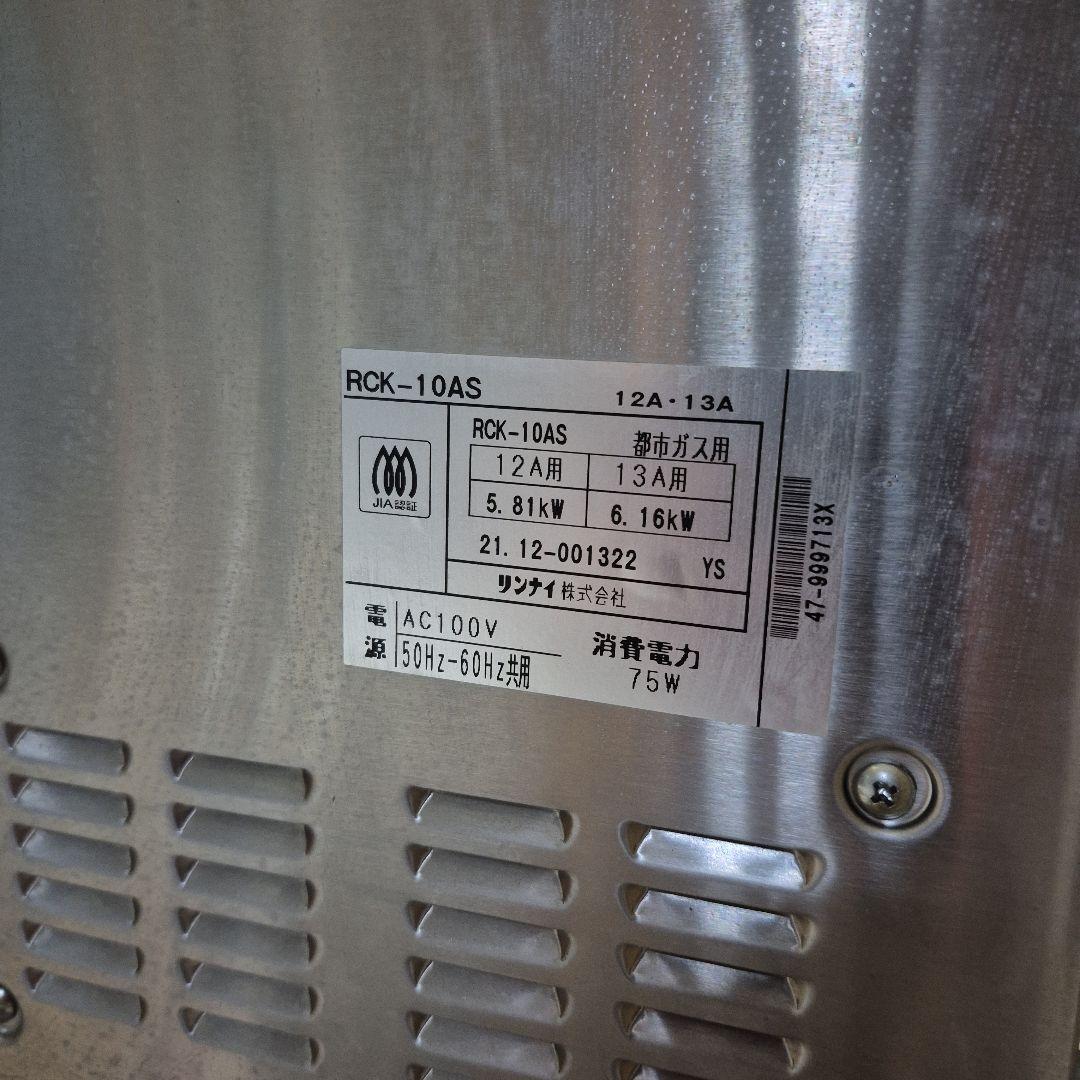 RCK-10AS 12A・13A
JIA認証
RCK-10AS 都市ガス用
12A用 13A用
5.81kW 6.16kW
21.12-001322 YS
リンナイ株式会社
電源 AC100V
50Hz-60Hz共用
消費電力
75W
47-999713X